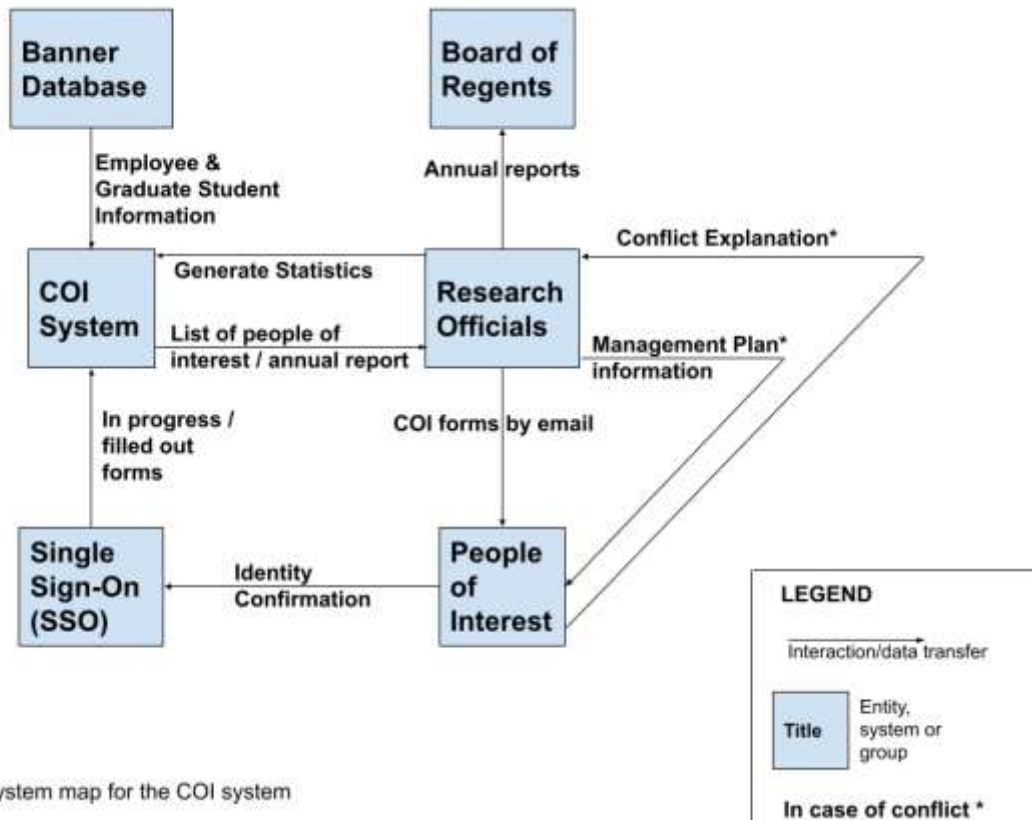 Banner
Database
Board of
Regents
Employee &
Graduate Student
Information
Annual reports
Conflict Explanation*
Generate Statistics
COI
System
Research
Officials
List of people of
interest / annual report
Management Plan*
information
In progress /
filled out
forms
COI forms by email
Single
Sign-On
(SSO)
Identity
Confirmation
People
of
Interest
LEGEND
Interaction/data transfer
Title
Entity,
system or
group
In case of conflict *
ystem map for the COI system